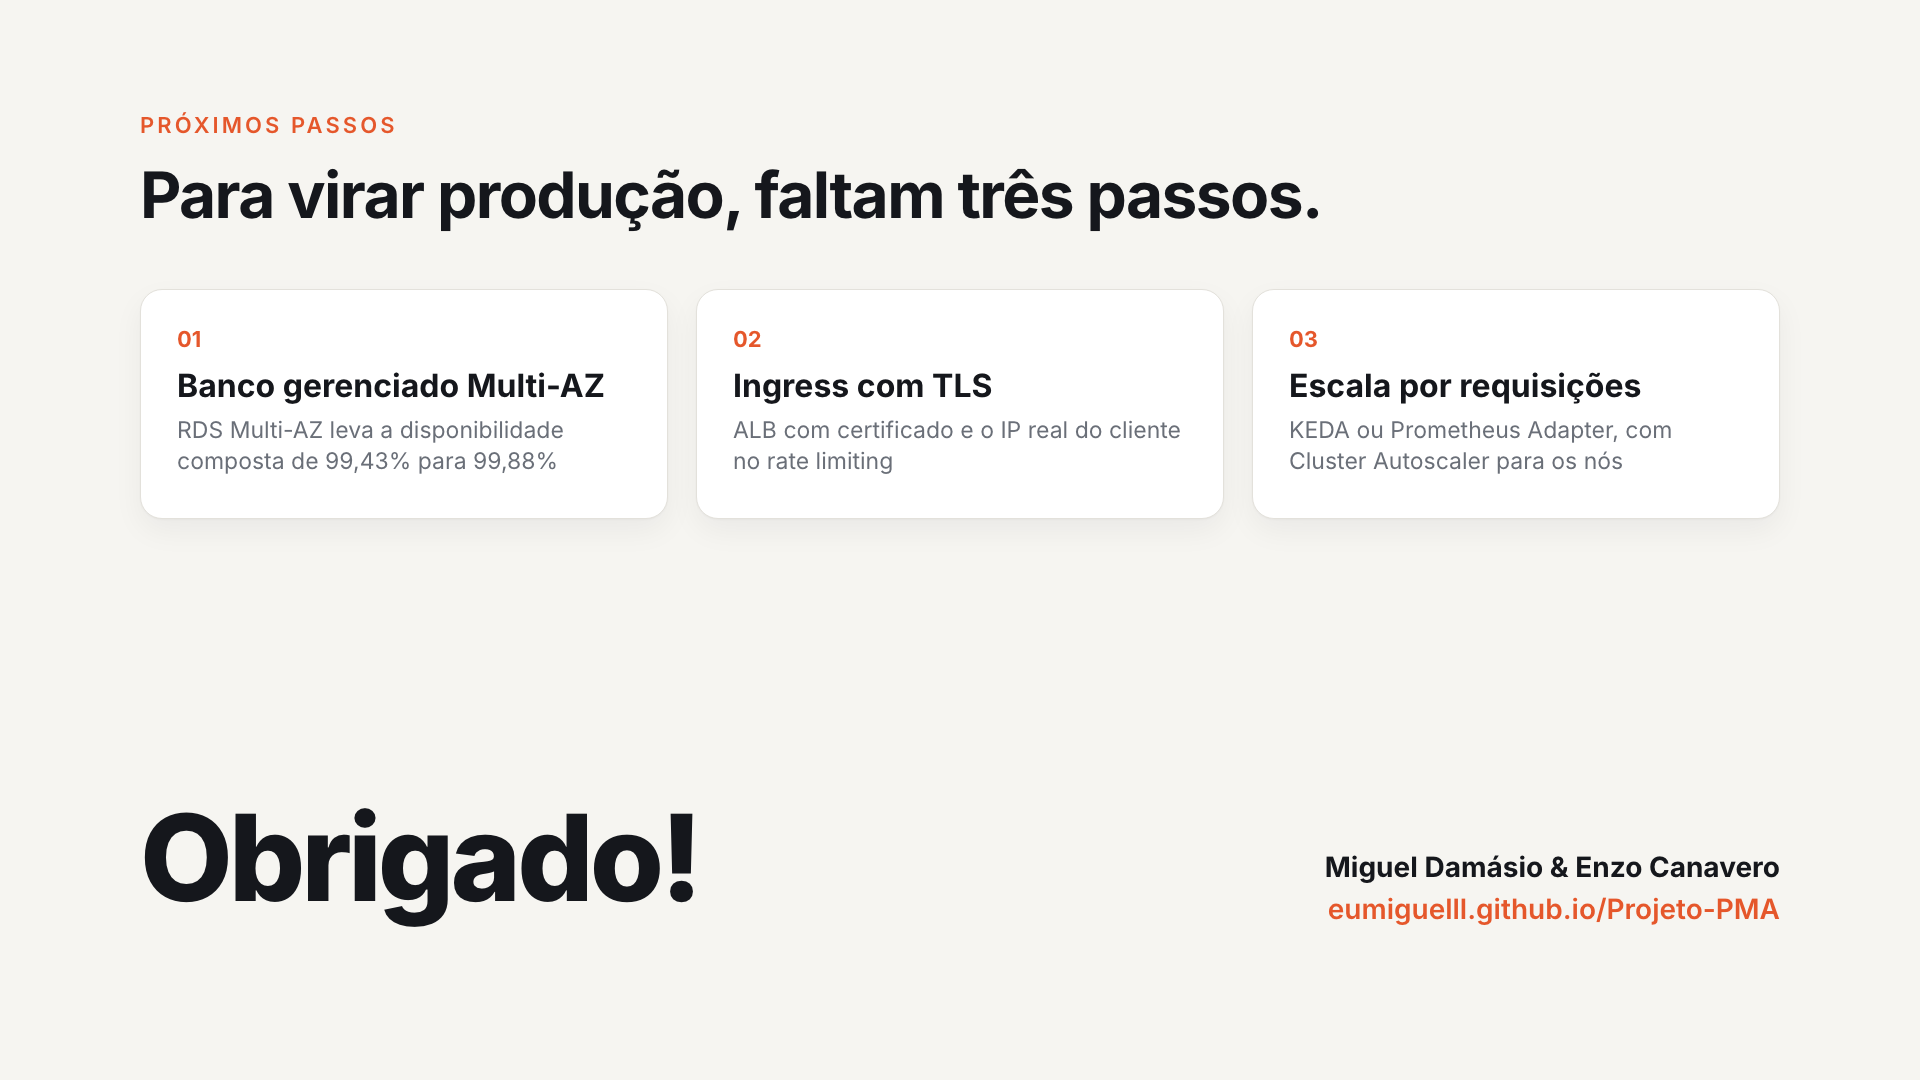 PRÓXIMOS PASSOS
Para virar produção, faltam três passos.
01
Banco gerenciado Multi-AZ
RDS Multi-AZ leva a disponibilidade
composta de 99,43% para 99,88%
02
Ingress com TLS
ALB com certificado e o IP real do cliente
no rate limiting
03
Escala por requisições
KEDA ou Prometheus Adapter, com
Cluster Autoscaler para os nós
Obrigado!
Miguel Damásio & Enzo Canavero
eumiguelll.github.io/Projeto-PMA